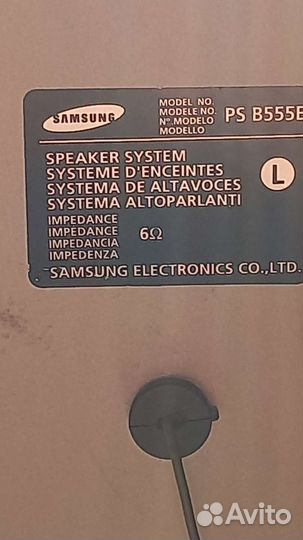 SAMSUNG
MODEL NO.
MODELE NO.
Nº.MODELO
MODELLO
PS B555E
SPEAKER SYSTEM
SYSTEME D'ENCEINTES
SYSTEMA DE ALTAVOCES
SYSTEMA ALTOPARLANTI
L
IMPEDANCE
IMPEDANCE
IMPEDANCIA
IMPEDENZA
6Ω
SAMSUNG ELECTRONICS CO.,LTD.
Avito